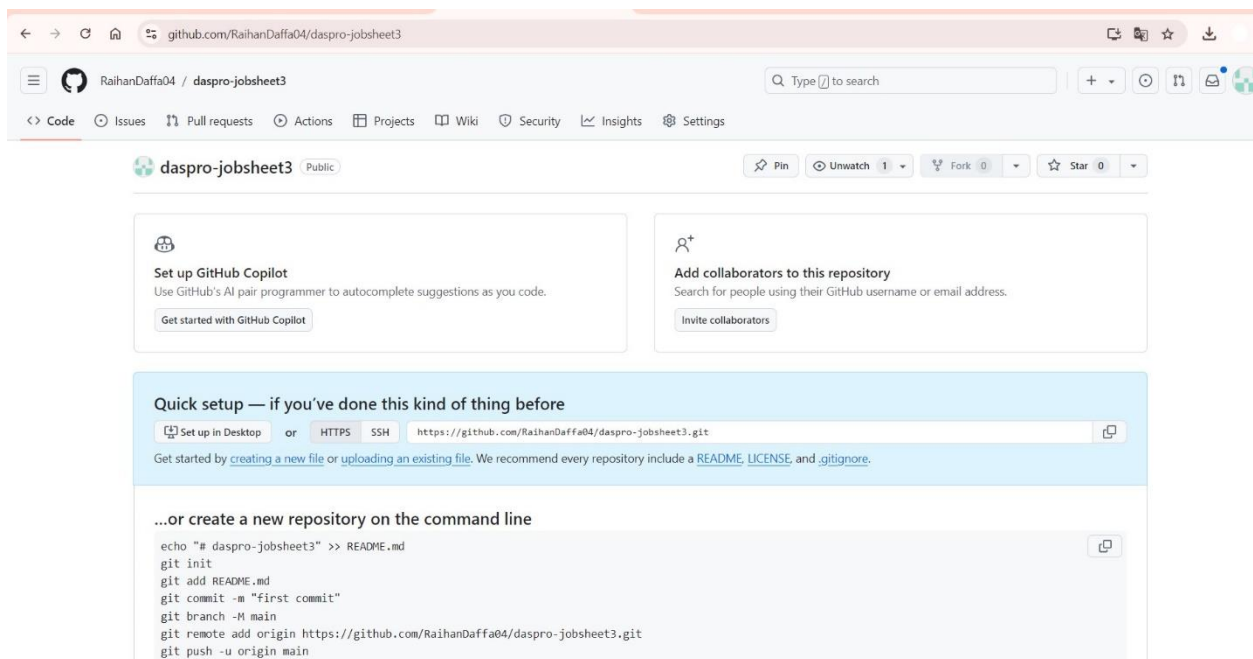 github.com/RaihanDaffa04/daspro-jobsheet3
RaihanDaffa04 / daspro-jobsheet3
Type / to search
Code Issues Pull requests Actions Projects Wiki Security Insights Settings
daspro-jobsheet3 Public
Pin Unwatch 1 Fork 0 Star 0
Set up GitHub Copilot
Use GitHub's AI pair programmer to autocomplete suggestions as you code.
Get started with GitHub Copilot
Add collaborators to this repository
Search for people using their GitHub username or email address.
Invite collaborators
Quick setup — if you've done this kind of thing before
Set up in Desktop or HTTPS SSH https://github.com/RaihanDaffa04/daspro-jobsheet3.git
Get started by creating a new file or uploading an existing file. We recommend every repository include a README, LICENSE, and .gitignore.
...or create a new repository on the command line
echo "# daspro-jobsheet3" >> README.md
git init
git add README.md
git commit -m "first commit"
git branch -M main
git remote add origin https://github.com/RaihanDaffa04/daspro-jobsheet3.git
git push -u origin main